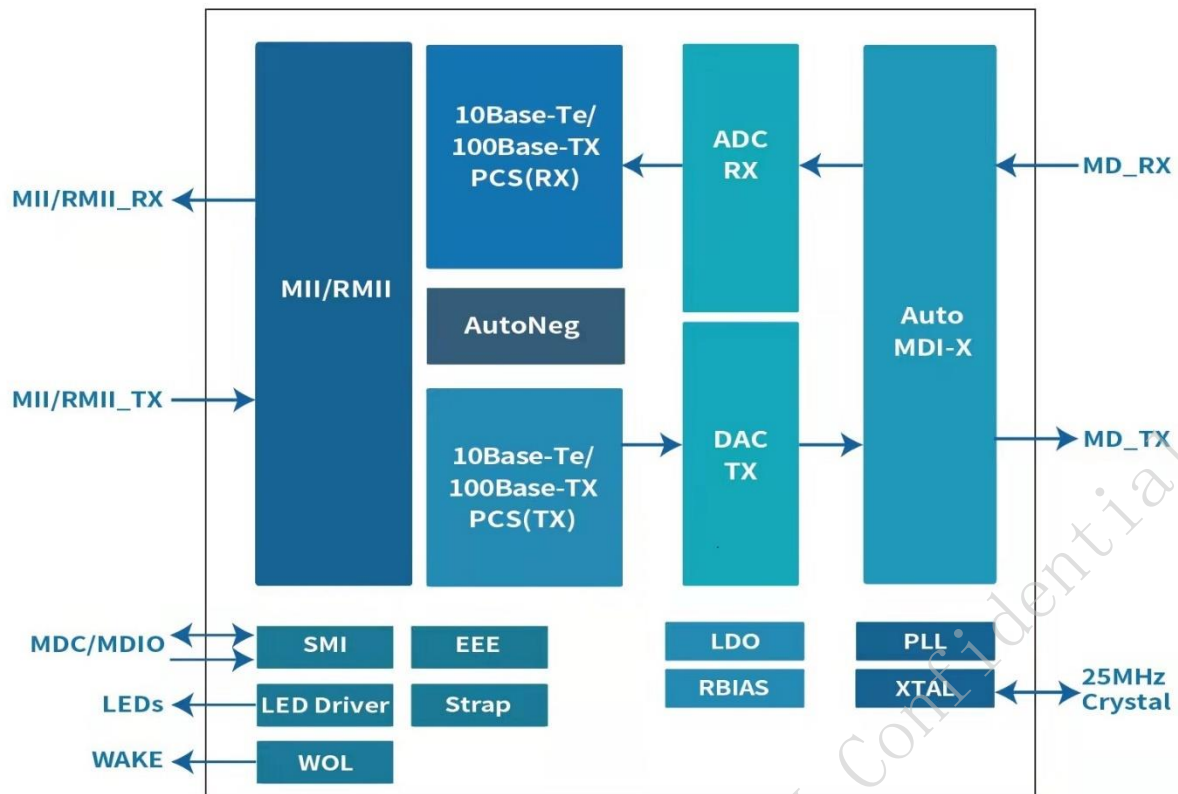 10Base-Te/
100Base-TX
PCS(RX)
ADC
RX
MD_RX
MII/RMII_RX
MII/RMII
AutoNeg
Auto
MDI-X
MII/RMII_TX
10Base-Te/
100Base-TX
PCS(TX)
DAC
TX
MD_TX
MDC/MDIO
SMI
EEE
LDO
PLL
LEDs
LED Driver
Strap
RBIAS
XTAL
25MHz
Crystal
WAKE
WOL
Confidential